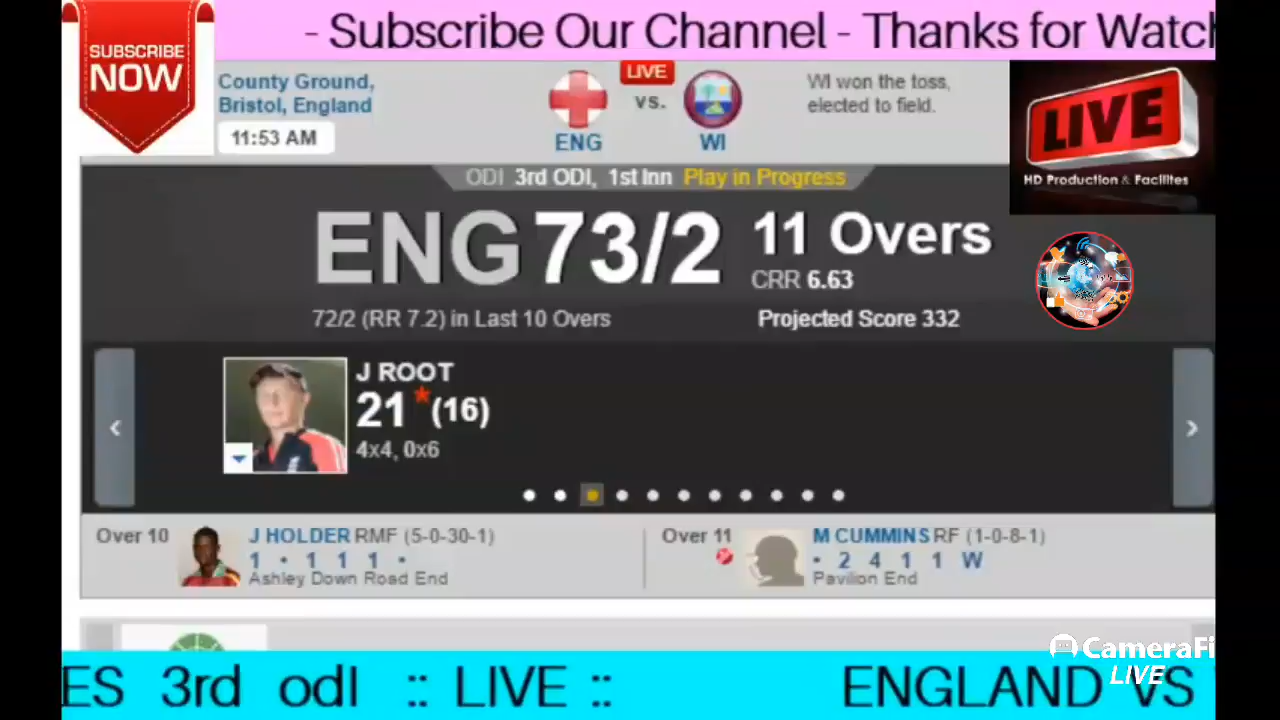 - Subscribe Our Channel - Thanks for Watch
SUBSCRIBE
NOW
County Ground,
Bristol, England
11:53 AM
LIVE
vs.
ENG
WI
WI won the toss,
elected to field.
LIVE
HD Production & Facilites
ODI 3rd ODI, 1st Inn Play in Progress
ENG 73/2 11 Overs
CRR 6.63
72/2 (RR 7.2) in Last 10 Overs
Projected Score 332
J ROOT
21*(16)
4x4, 0x6
Over 10
J HOLDER RMF (5-0-30-1)
1 • 1 1 1 •
Ashley Down Road End
Over 11
M CUMMINS RF (1-0-8-1)
• 2 4 1 1 W
Pavilion End
CameraFi
LIVE
ES 3rd odI :: LIVE :: ENGLAND VS